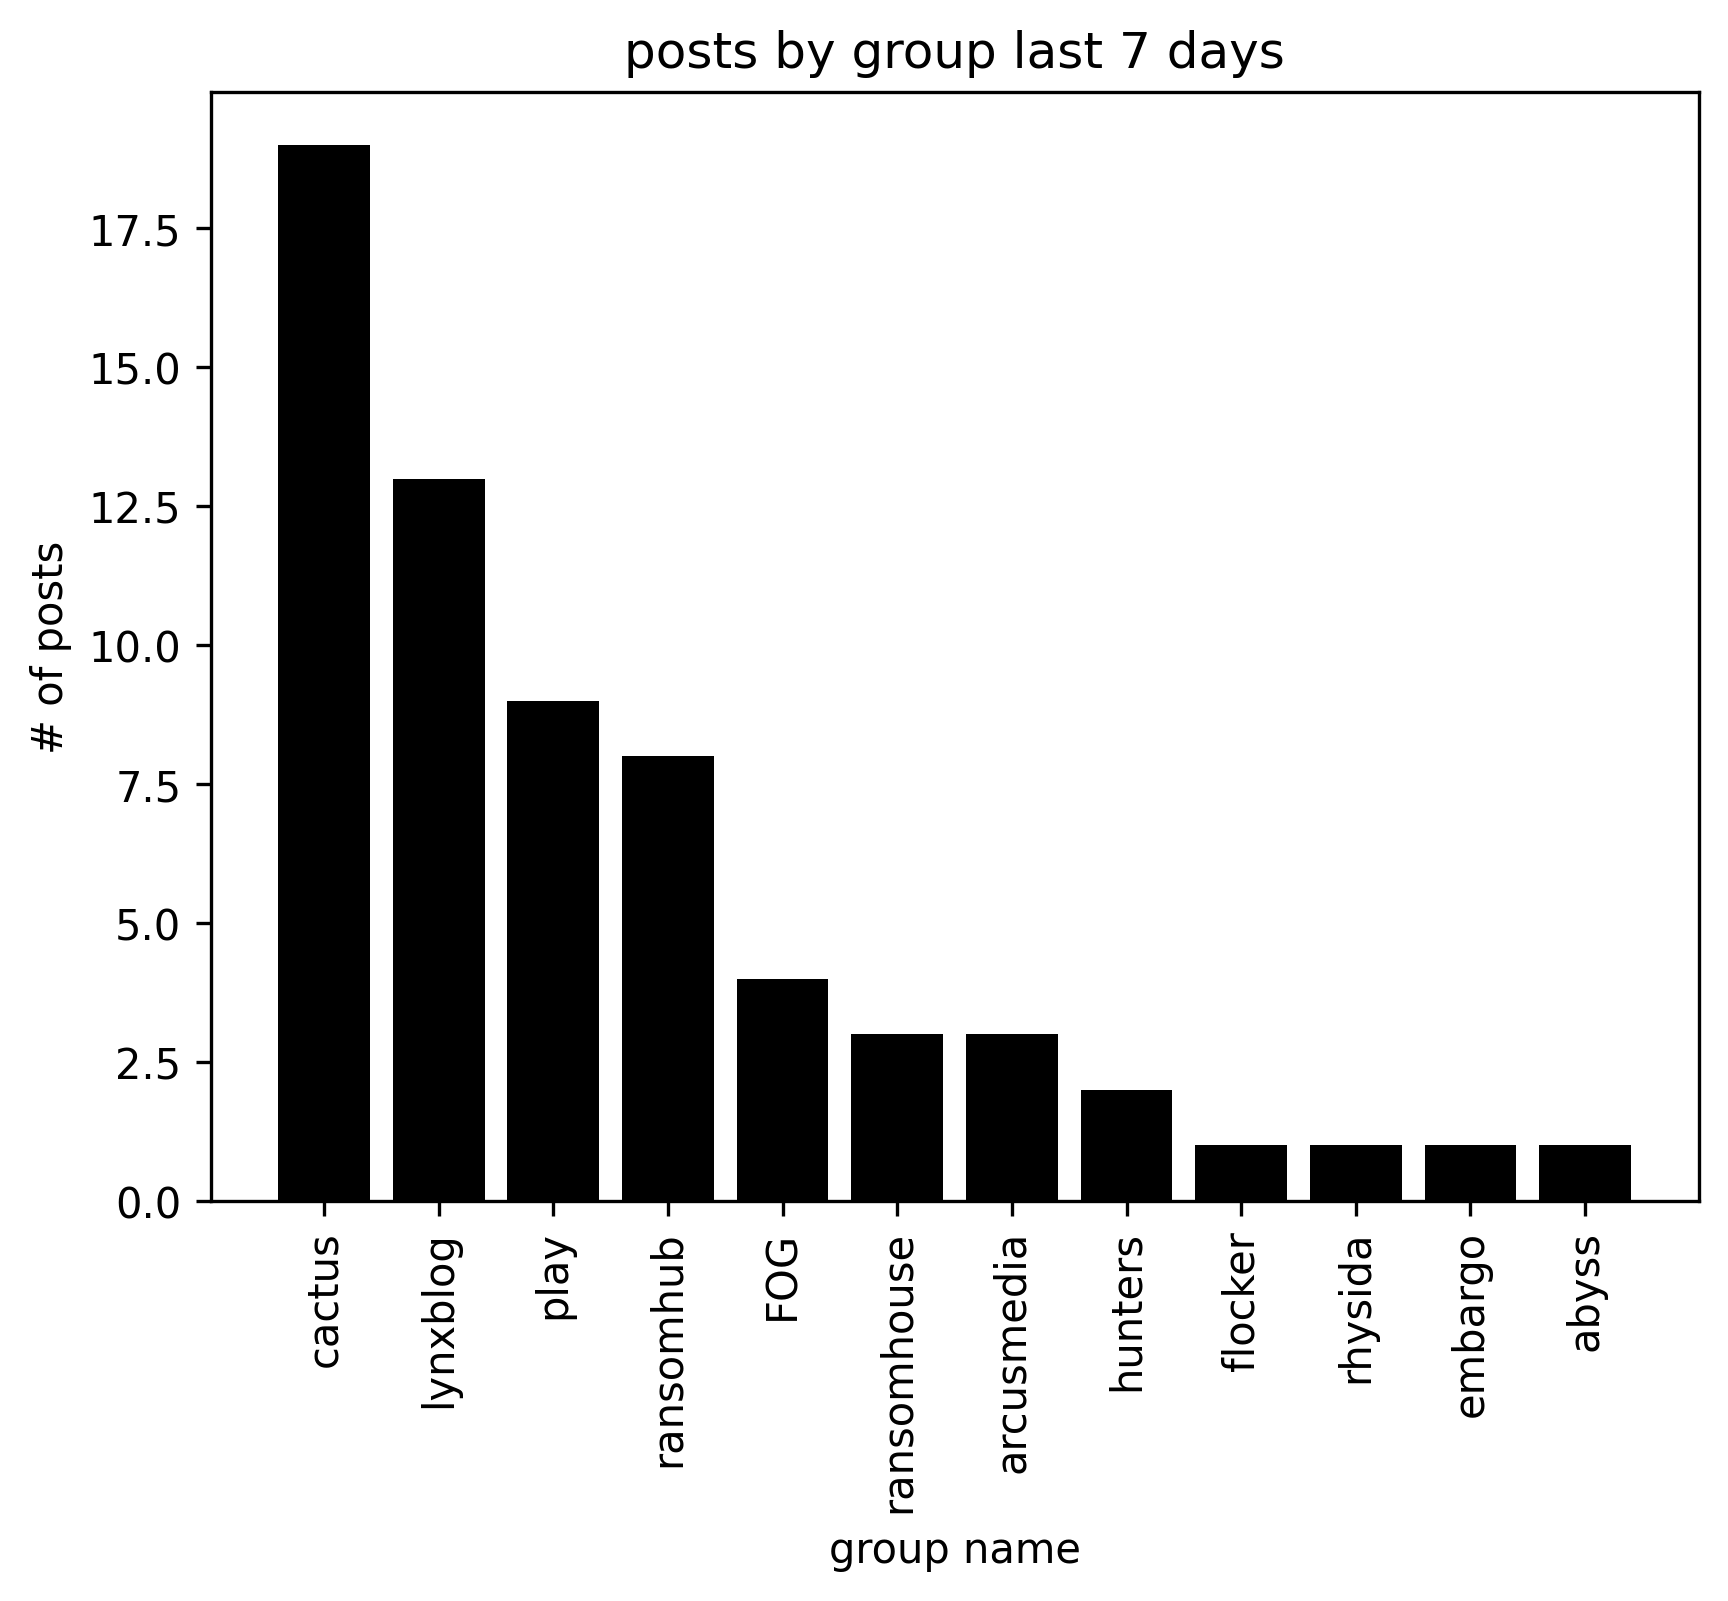 posts by group last 7 days
# of posts
17.5
15.0
12.5
10.0
7.5
5.0
2.5
0.0
cactus
lynxblog
play
ransomhub
FOG
ransomhouse
arcusmedia
hunters
flocker
rhysida
embargo
abyss
group name